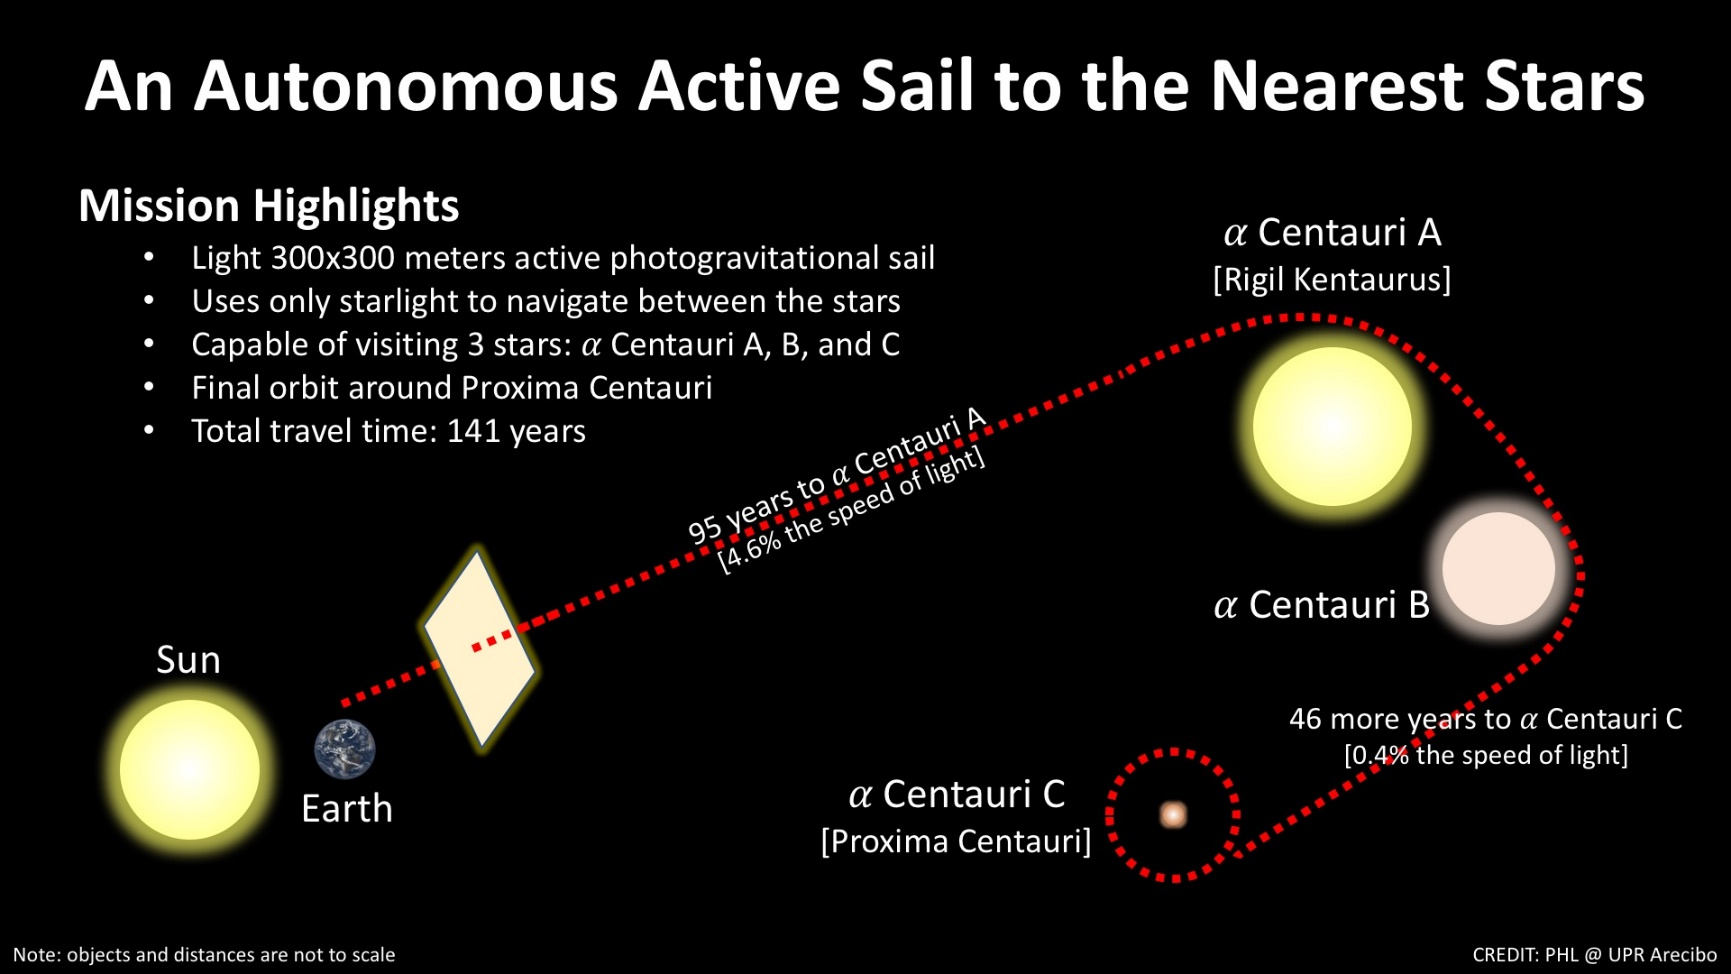 An Autonomous Active Sail to the Nearest Stars
Mission Highlights
• Light 300x300 meters active photogravitational sail
• Uses only starlight to navigate between the stars
• Capable of visiting 3 stars: α Centauri A, B, and C
• Final orbit around Proxima Centauri
• Total travel time: 141 years
α Centauri A
[Rigil Kentaurus]
95 years to α Centauri A
[4.6% the speed of light]
α Centauri B
Sun
Earth
46 more years to α Centauri C
[0.4% the speed of light]
α Centauri C
[Proxima Centauri]
Note: objects and distances are not to scale
CREDIT: PHL @ UPR Arecibo